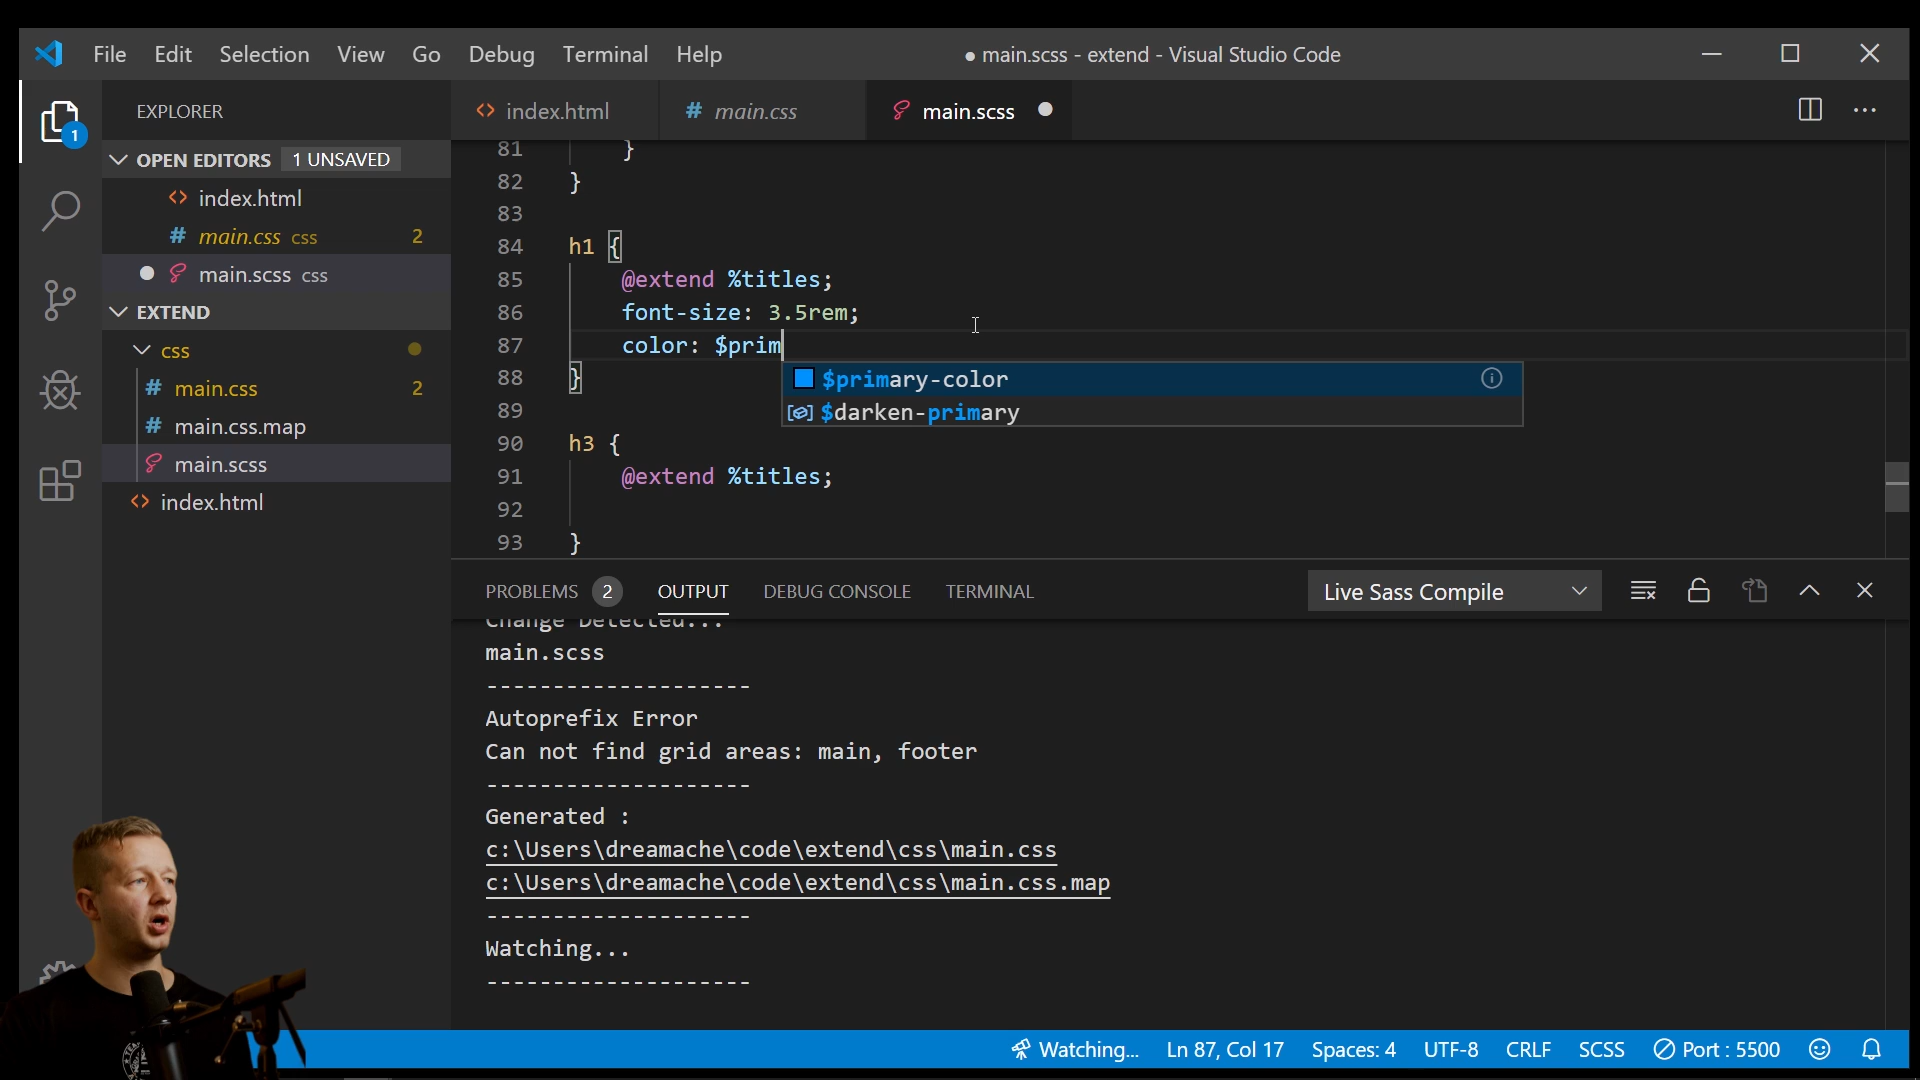 File Edit Selection View Go Debug Terminal Help
● main.scss - extend - Visual Studio Code
EXPLORER
index.html
main.css
main.scss
1
OPEN EDITORS 1 UNSAVED
index.html
main.css css 2
main.scss css
EXTEND
css
main.css 2
main.css.map
main.scss
index.html
81 }
82 }
83
84 h1 {
85 @extend %titles;
86 font-size: 3.5rem;
87 color: $prim
88 }
$primary-color
89
$darken-primary
90 h3 {
91 @extend %titles;
92
93 }
PROBLEMS 2 OUTPUT DEBUG CONSOLE TERMINAL
Live Sass Compile
Change Detected...
main.scss
--------------------
Autoprefix Error
Can not find grid areas: main, footer
--------------------
Generated :
c:\Users\dreamache\code\extend\css\main.css
c:\Users\dreamache\code\extend\css\main.css.map
--------------------
Watching...
--------------------
Watching... Ln 87, Col 17 Spaces: 4 UTF-8 CRLF SCSS Port : 5500